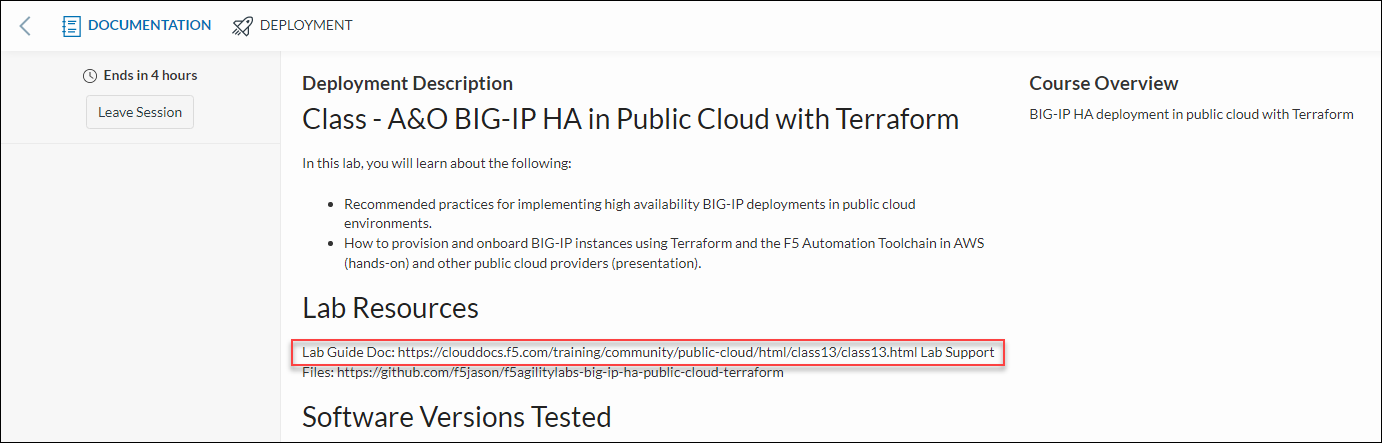 DOCUMENTATION
DEPLOYMENT
Ends in 4 hours
Leave Session
Deployment Description
Class - A&O BIG-IP HA in Public Cloud with Terraform
In this lab, you will learn about the following:
• Recommended practices for implementing high availability BIG-IP deployments in public cloud
environments.
• How to provision and onboard BIG-IP instances using Terraform and the F5 Automation Toolchain in AWS
(hands-on) and other public cloud providers (presentation).
Lab Resources
Lab Guide Doc: https://clouddocs.f5.com/training/community/public-cloud/html/class13/class13.html Lab Support
Files: https://github.com/f5jason/f5agilitylabs-big-ip-ha-public-cloud-terraform
Software Versions Tested
Course Overview
BIG-IP HA deployment in public cloud with Terraform